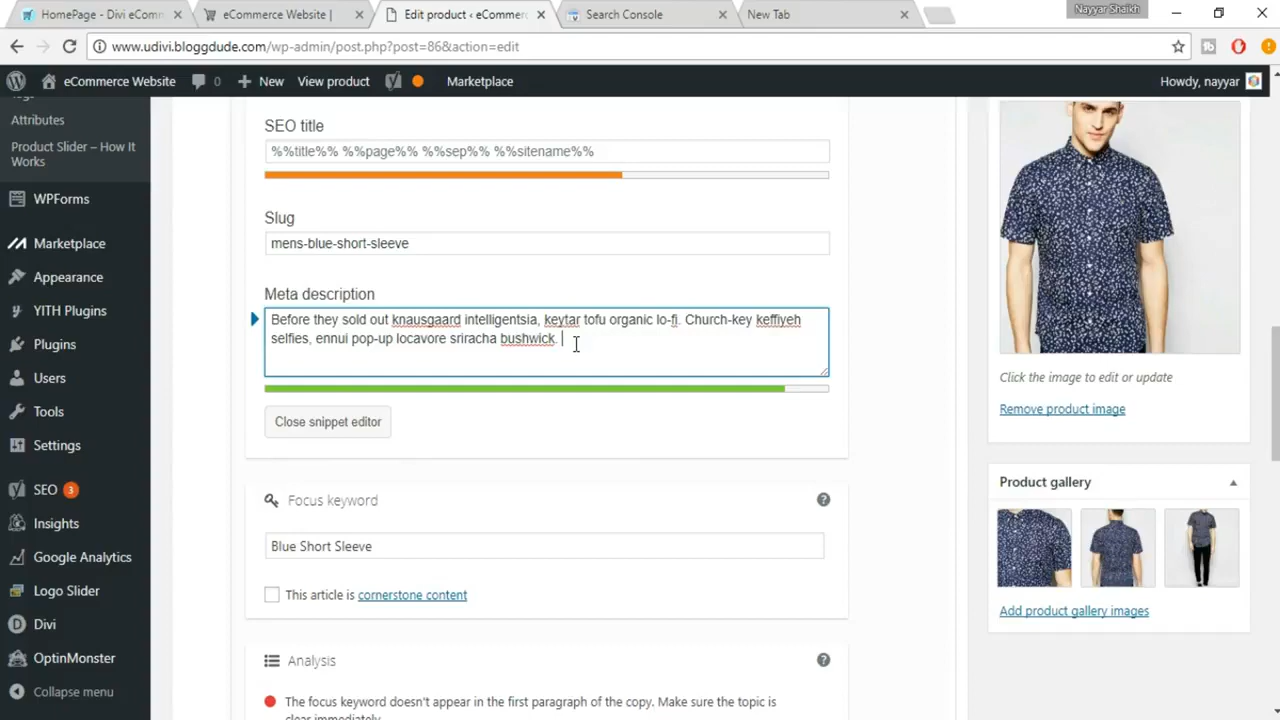 HomePage - Divi eComm
eCommerce Website |
Edit product ‹ eCommerc
Search Console
New Tab
Nayyar Shaikh
www.udivi.bloggdude.com/wp-admin/post.php?post=86&action=edit
eCommerce Website
0
New
View product
Marketplace
Howdy, nayyar
Attributes
Product Slider – How It
Works
WPForms
Marketplace
Appearance
YITH Plugins
Plugins
Users
Tools
Settings
SEO 3
Insights
Google Analytics
Logo Slider
Divi
OptinMonster
Collapse menu
SEO title
%%title%% %%page%% %%sep%% %%sitename%%
Slug
mens-blue-short-sleeve
Meta description
Before they sold out knausgaard intelligentsia, keytar tofu organic lo-fi. Church-key keffiyeh
selfies, ennui pop-up locavore sriracha bushwick.
Close snippet editor
Focus keyword
Blue Short Sleeve
This article is cornerstone content
Analysis
The focus keyword doesn't appear in the first paragraph of the copy. Make sure the topic is
clear immediately.
Click the image to edit or update
Remove product image
Product gallery
Add product gallery images